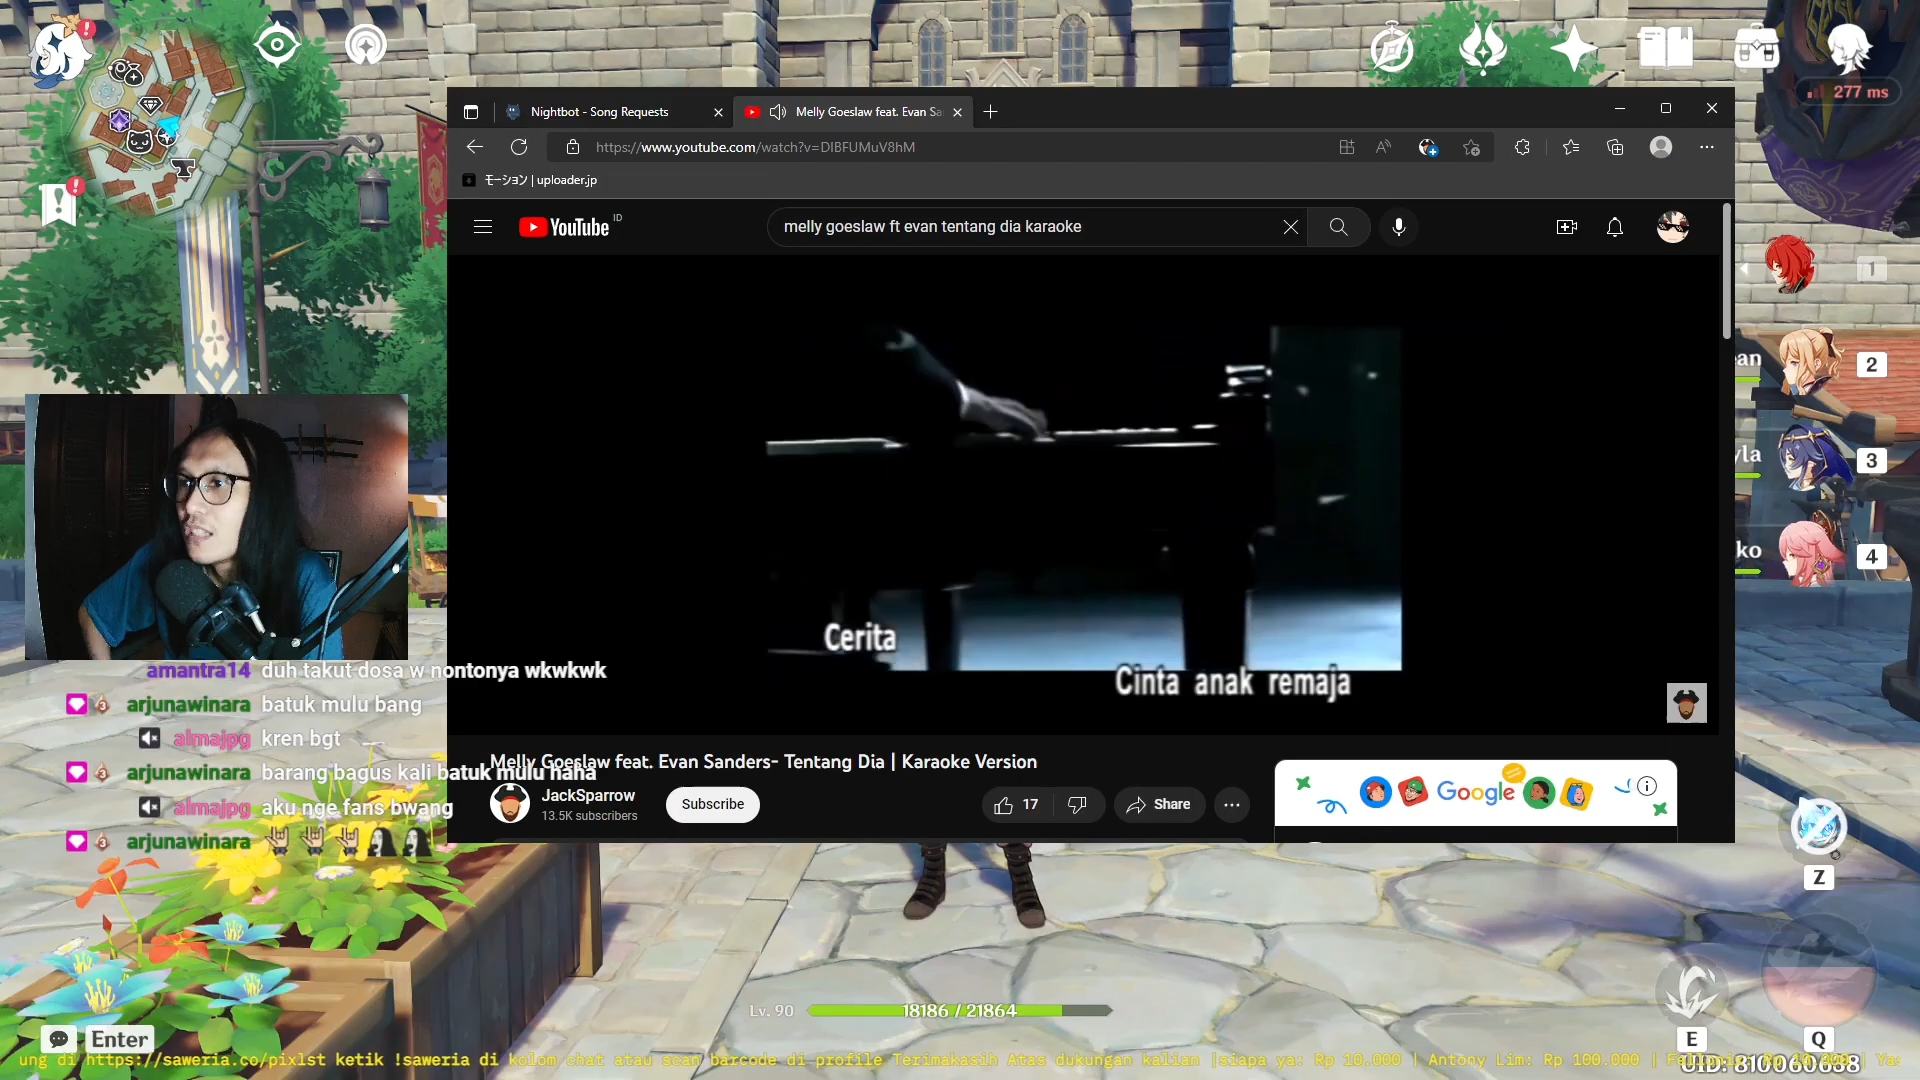 N
277 ms
Nightbot - Song Requests
Melly Goeslaw feat. Evan Sa
https://www.youtube.com/watch?v=DIBFUMuV8hM
モーション | uploader.jp
YouTube ID
melly goeslaw ft evan tentang dia karaoke
1
ean
2
yla
3
ko
4
Cerita
Cinta anak remaja
amantra14 duh takut dosa w nontonya wkwkwk
3 arjunawinara batuk mulu bang
almajpg kren bgt
3 arjunawinara barang bagus kali batuk mulu haha
almajpg aku nge fans bwang
3 arjunawinara
Melly Goeslaw feat. Evan Sanders- Tentang Dia | Karaoke Version
JackSparrow
13.5K subscribers
Subscribe
17
Share
Google
Z
Lv. 90
18186 / 21864
Enter
E
Q
ung di https://saweria.co/pixlst ketik !saweria di kolom chat atau scan barcode di profile Terimakasih Atas dukungan kalian |siapa ya: Rp 10.000 | Antony Lim: Rp 100.000 |
UID: 810060638